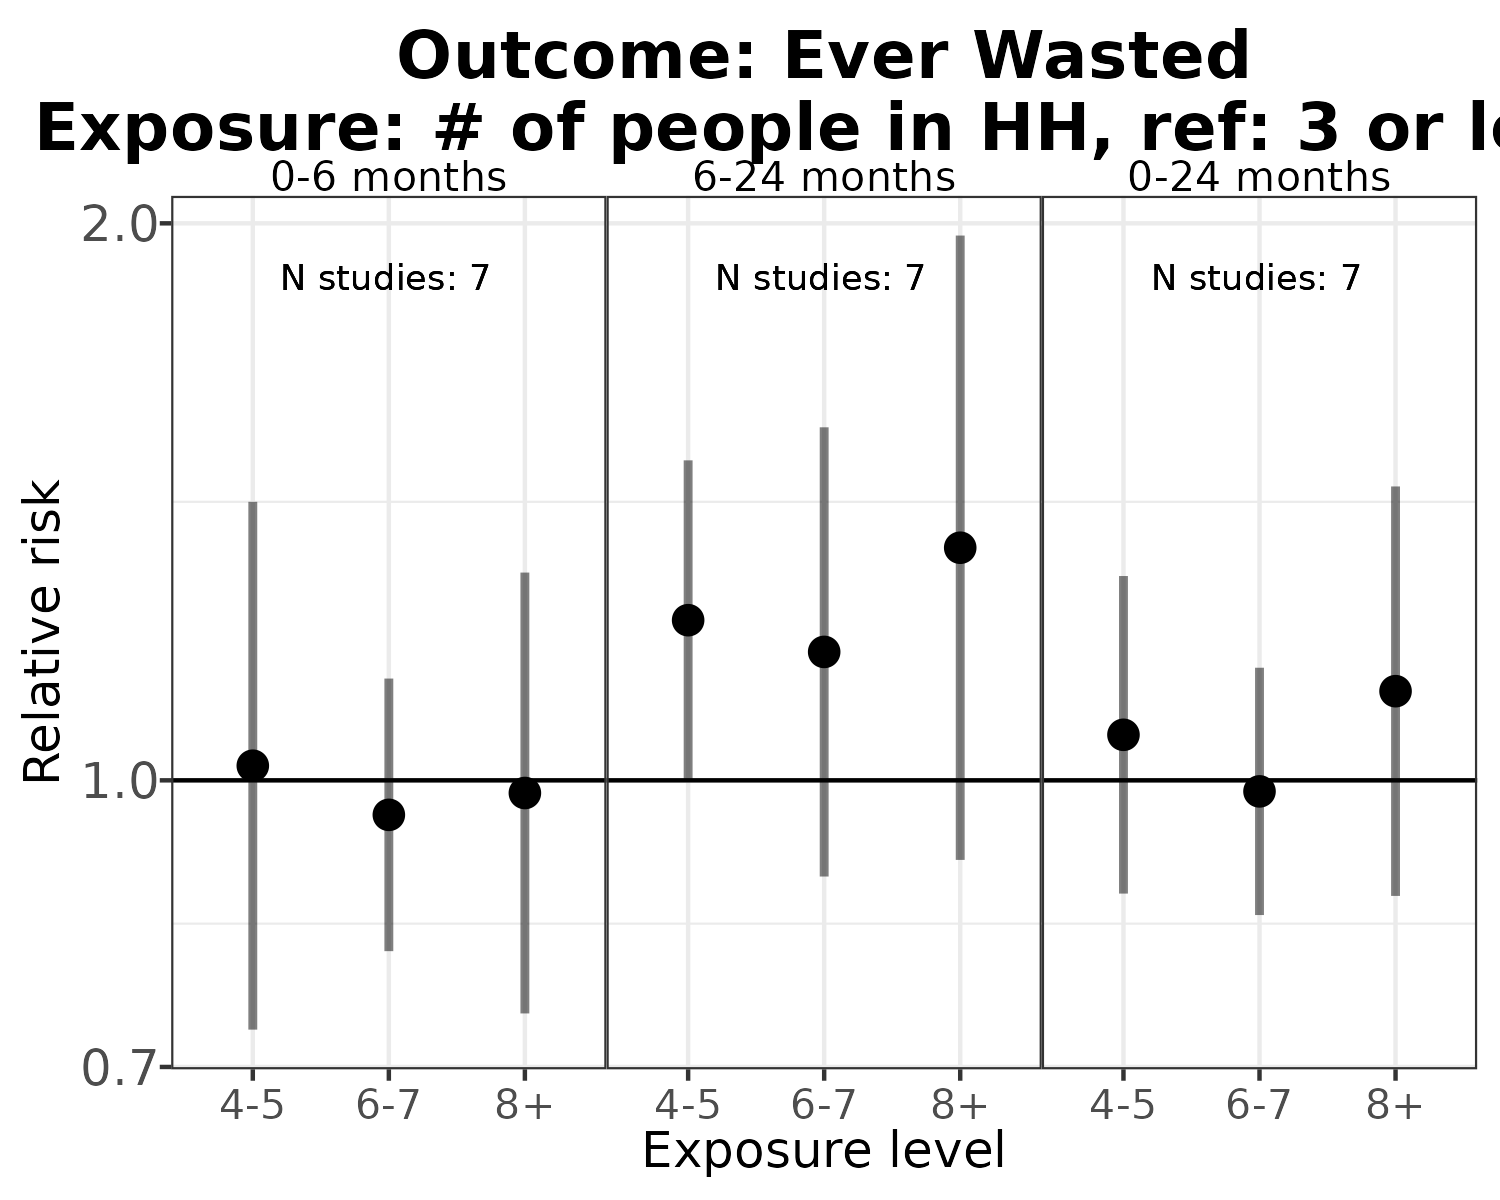 Outcome: Ever Wasted
Exposure: # of people in HH, ref: 3 or
0-6 months 6-24 months 0-24 months
2.0
N studies: 7 N studies: 7 N studies: 7
Relative risk
1.0
0.7
4-5 6-7 8+ 4-5 6-7 8+ 4-5 6-7 8+
Exposure level